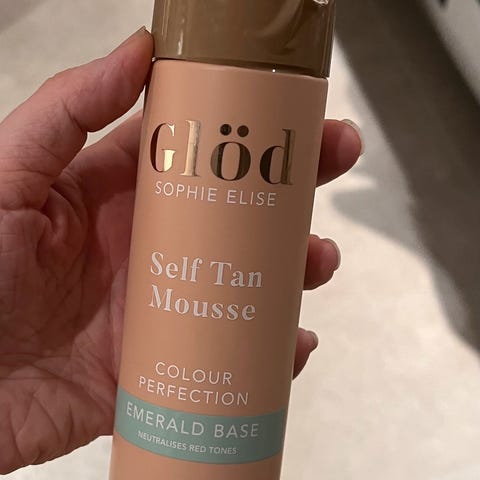 Glöd
SOPHIE ELISE
Self Tan
Mousse
COLOUR
PERFECTION
EMERALD BASE
NEUTRALISES RED TONES